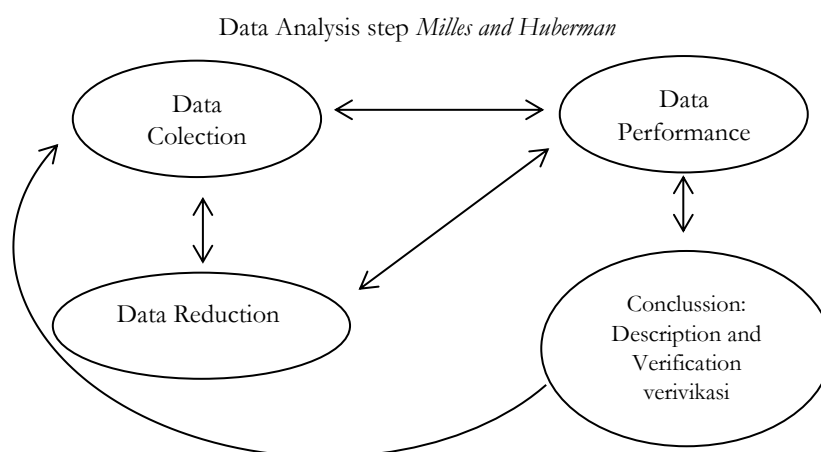 Data Analysis step Milles and Huberman
Data
Colection
Data
Performance
Data Reduction
Conclussion:
Description and
Verification
verivikasi